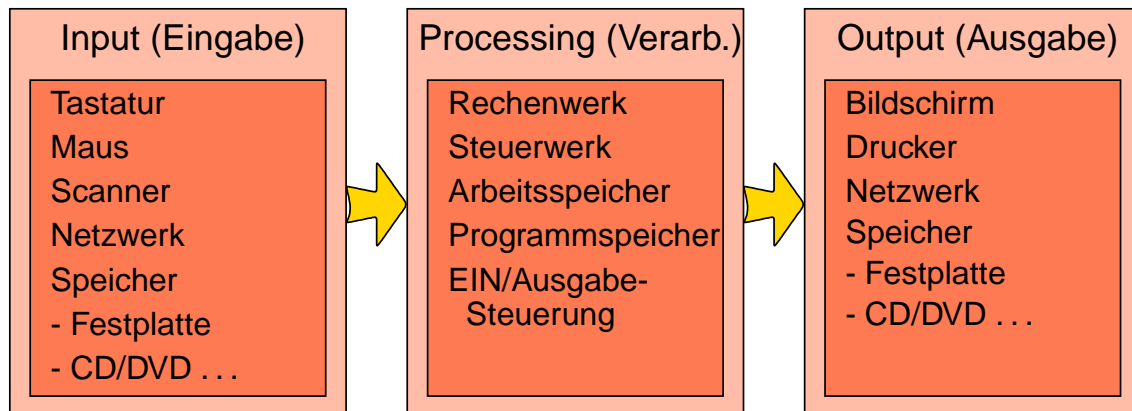 Input (Eingabe)
Tastatur
Maus
Scanner
Netzwerk
Speicher
- Festplatte
- CD/DVD . . .
Processing (Verarb.)
Rechenwerk
Steuerwerk
Arbeitsspeicher
Programmspeicher
EIN/Ausgabe-
Steuerung
Output (Ausgabe)
Bildschirm
Drucker
Netzwerk
Speicher
- Festplatte
- CD/DVD . . .